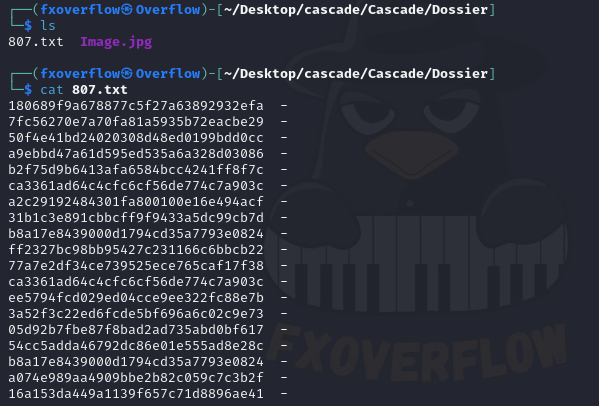 ┌──(fxoverflow㉿Overflow)-[~/Desktop/cascade/Cascade/Dossier]
└─$ ls
807.txt  Image.jpg
┌──(fxoverflow㉿Overflow)-[~/Desktop/cascade/Cascade/Dossier]
└─$ cat 807.txt
180689f9a678877c5f27a63892932efa  -
7fc56270e7a70fa81a5935b72eacbe29  -
50f4e41bd24020308d48ed0199bdd0cc  -
a9ebbd47a61d595ed535a6a328d03086  -
b2f75d9b6413afa6584bcc4241ff8f7c  -
ca3361ad64c4cfc6cf56de774c7a903c  -
a2c29192484301fa800100e16e494acf  -
31b1c3e891cbbcff9f9433a5dc99cb7d  -
b8a17e8439000d1794cd35a7793e0824  -
ff2327bc98bb95427c231166c6bbcb22  -
77a7e2df34ce739525ece765caf17f38  -
ca3361ad64c4cfc6cf56de774c7a903c  -
ee5794fcd029ed04cce9ee322fc88e7b  -
3a52f3c22ed6fcde5bf696a6c02c9e73  -
05d92b7fbe87f8bad2ad735abd0bf617  -
54cc5adda46792dc86e01e555ad8e28c  -
b8a17e8439000d1794cd35a7793e0824  -
a074e989aa4909bbe2b82c059c7c3b2f  -
16a153da449a1139f657c71d8896ae41  -
FXOVERFLOW